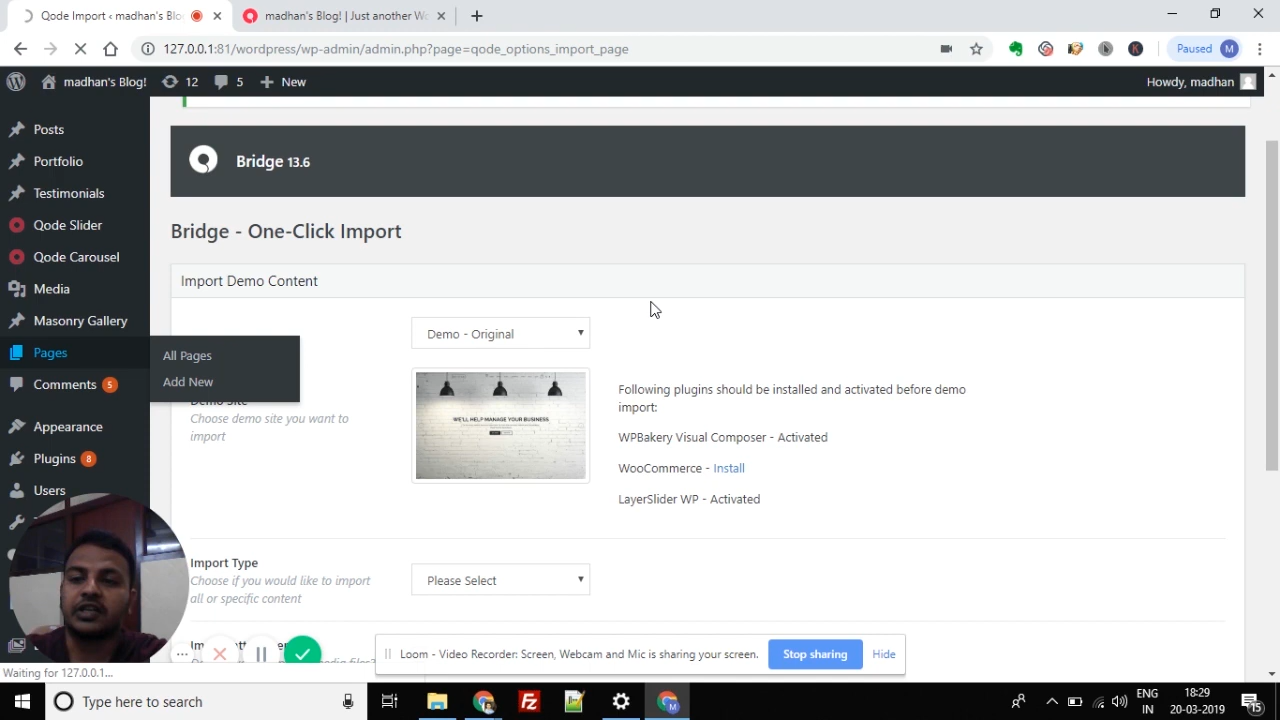 Qode Import ‹ madhan's Blo
madhan's Blog! | Just another Wo
127.0.0.1:81/wordpress/wp-admin/admin.php?page=qode_options_import_page
Paused
M
K
madhan's Blog!
12
5
New
Howdy, madhan
Posts
Portfolio
Testimonials
Qode Slider
Qode Carousel
Media
Masonry Gallery
Pages
All Pages
Add New
Comments 5
Appearance
Plugins 8
Users
Bridge 13.6
Bridge - One-Click Import
Import Demo Content
Demo - Original
Choose demo site you want to
import
WE'LL HELP MANAGE YOUR BUSINESS
Following plugins should be installed and activated before demo
import:
WPBakery Visual Composer - Activated
WooCommerce - Install
LayerSlider WP - Activated
Import Type
Choose if you would like to import
all or specific content
Please Select
Loom - Video Recorder: Screen, Webcam and Mic is sharing your screen.
Stop sharing
Hide
Waiting for 127.0.0.1...
Type here to search
ENG
IN
18:29
20-03-2019
15